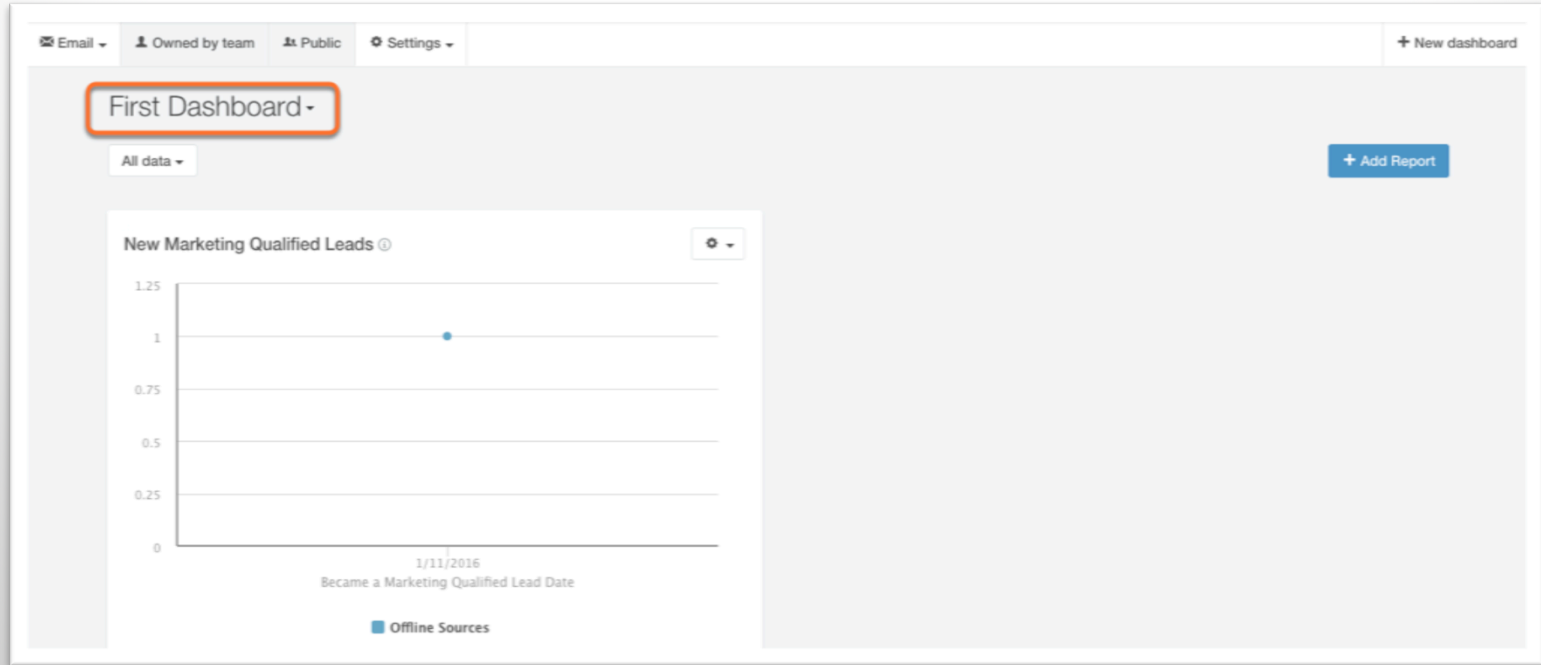 Email
Owned by team
Public
Settings
+ New dashboard
First Dashboard
All data
+ Add Report
New Marketing Qualified Leads
1.25
1
0.75
0.5
0.25
0
1/11/2016
Became a Marketing Qualified Lead Date
Offline Sources